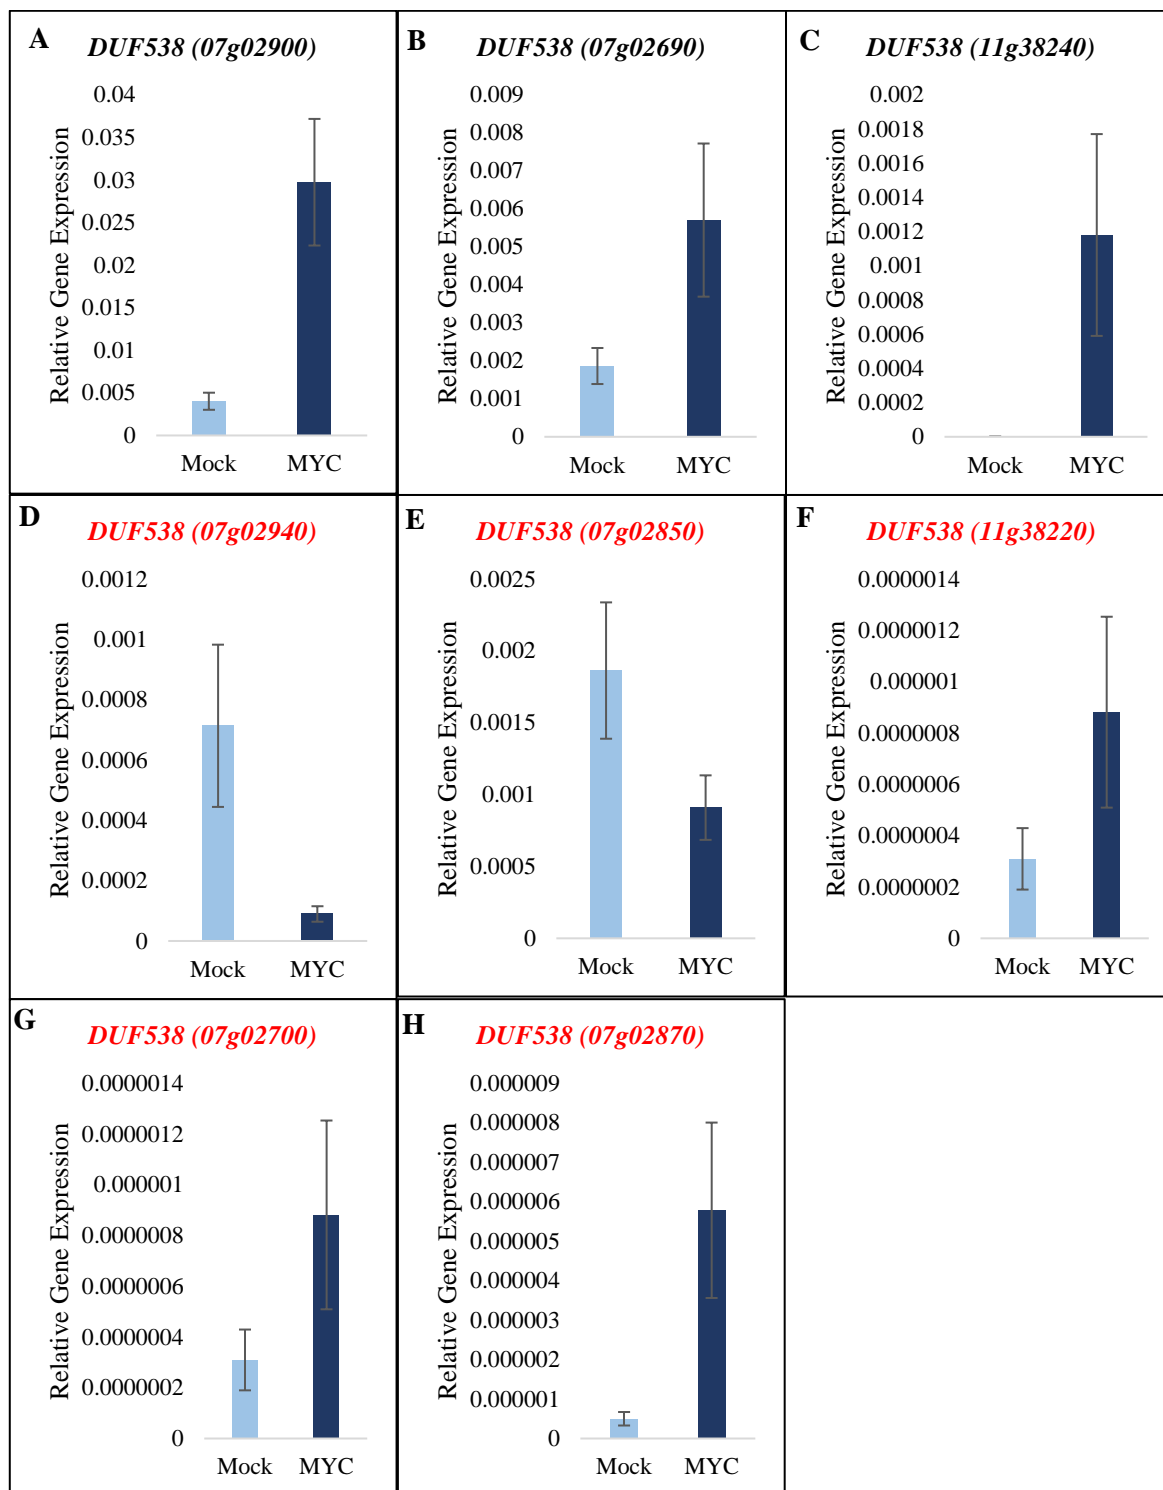 A
DUF538 (07g02900)
Relative Gene Expression
0.04
0.035
0.03
0.025
0.02
0.015
0.01
0.005
0
Mock MYC
B
DUF538 (07g02690)
Relative Gene Expression
0.009
0.008
0.007
0.006
0.005
0.004
0.003
0.002
0.001
0
Mock MYC
C
DUF538 (11g38240)
Relative Gene Expression
0.002
0.0018
0.0016
0.0014
0.0012
0.001
0.0008
0.0006
0.0004
0.0002
0
Mock MYC
D
DUF538 (07g02940)
Relative Gene Expression
0.0012
0.001
0.0008
0.0006
0.0004
0.0002
0
Mock MYC
E
DUF538 (07g02850)
Relative Gene Expression
0.0025
0.002
0.0015
0.001
0.0005
0
Mock MYC
F
DUF538 (11g38220)
Relative Gene Expression
0.0000014
0.0000012
0.000001
0.0000008
0.0000006
0.0000004
0.0000002
0
Mock MYC
G
DUF538 (07g02700)
Relative Gene Expression
0.0000014
0.0000012
0.000001
0.0000008
0.0000006
0.0000004
0.0000002
0
Mock MYC
H
DUF538 (07g02870)
Relative Gene Expression
0.000009
0.000008
0.000007
0.000006
0.000005
0.000004
0.000003
0.000002
0.000001
0
Mock MYC